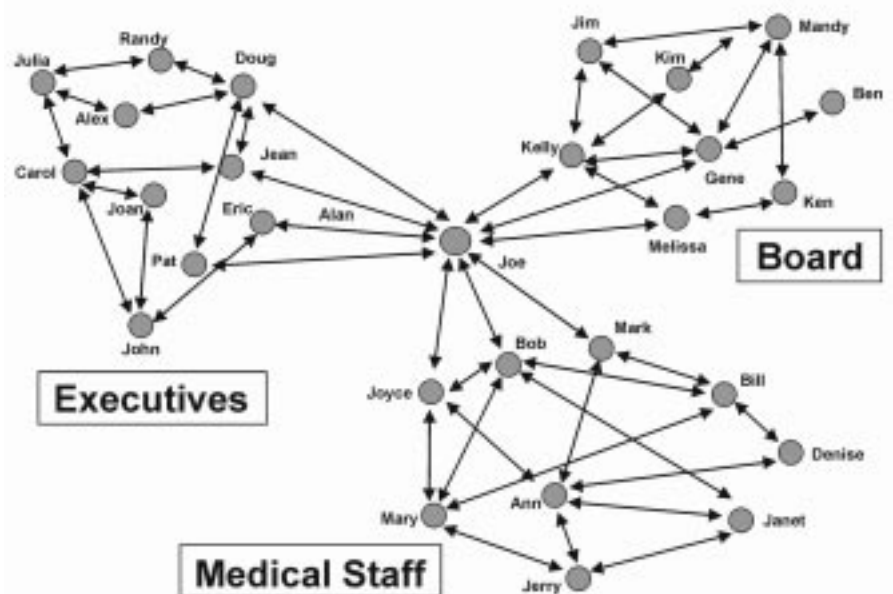 Jim
Mandy
Randy
Doug
Julia
Kim
Ben
Alex
Kelly
Jean
Carol
Gene
Ken
Joan
Eric
Alan
Melissa
Board
Pat
Joe
Mark
John
Bob
Bill
Executives
Joyce
Denise
Ann
Mary
Janet
Medical Staff
Jerry